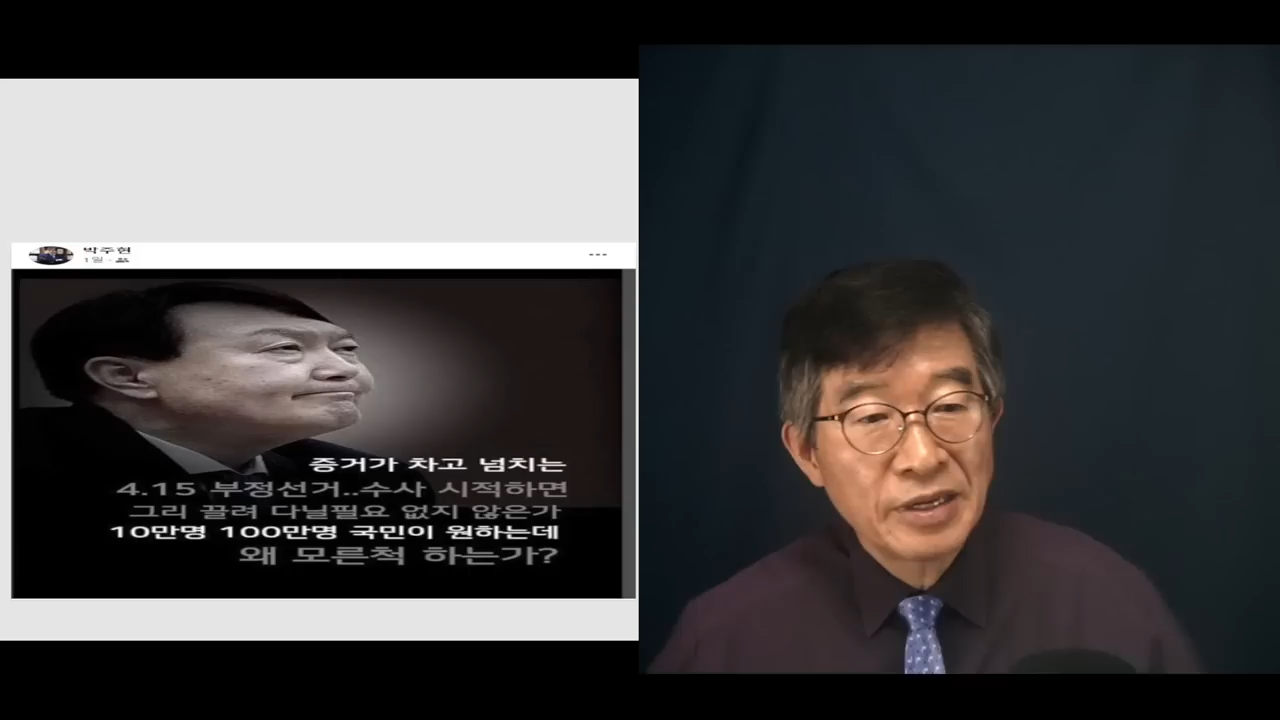 박주현
1일 ·
증거가 차고 넘치는
4.15 부정선거..수사 시적하면
그리 끌려 다닐필요 없지 않은가
10만명 100만명 국민이 원하는데
왜 모른척 하는가?